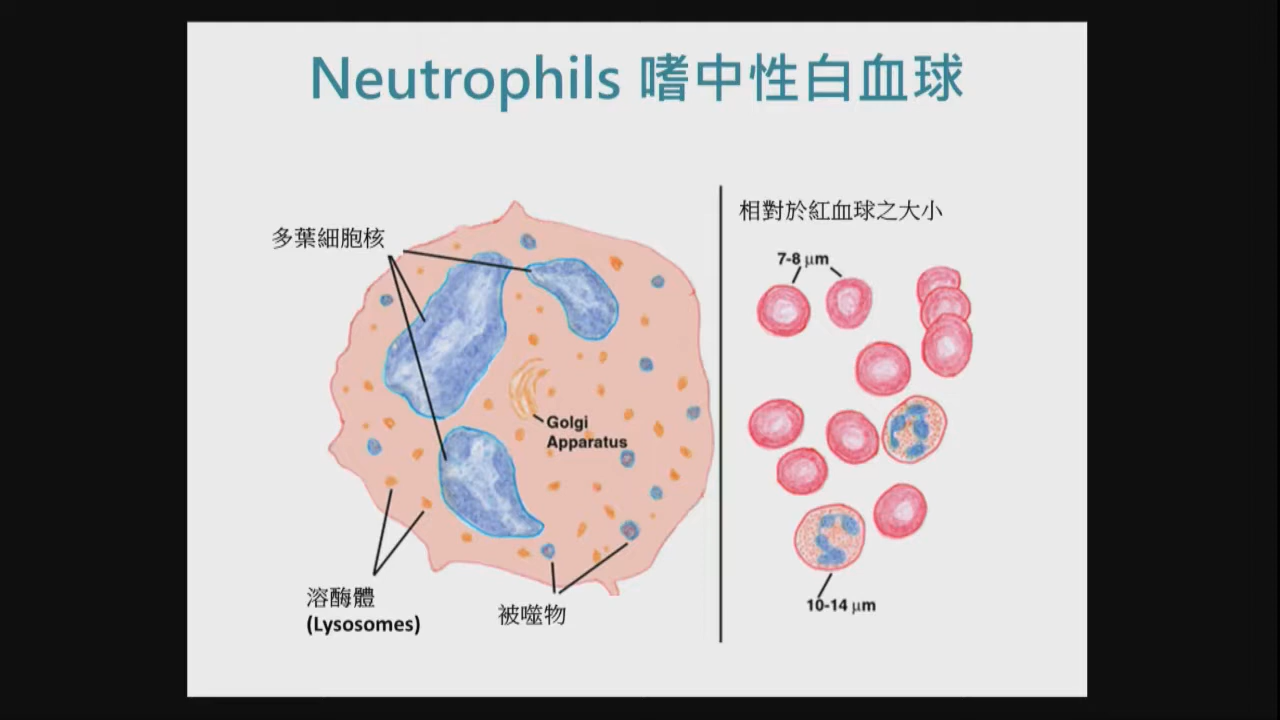 Neutrophils 嗜中性白血球
多葉細胞核
Golgi
Apparatus
溶酶體
(Lysosomes)
被噬物
相對於紅血球之大小
7-8 μm
10-14 μm